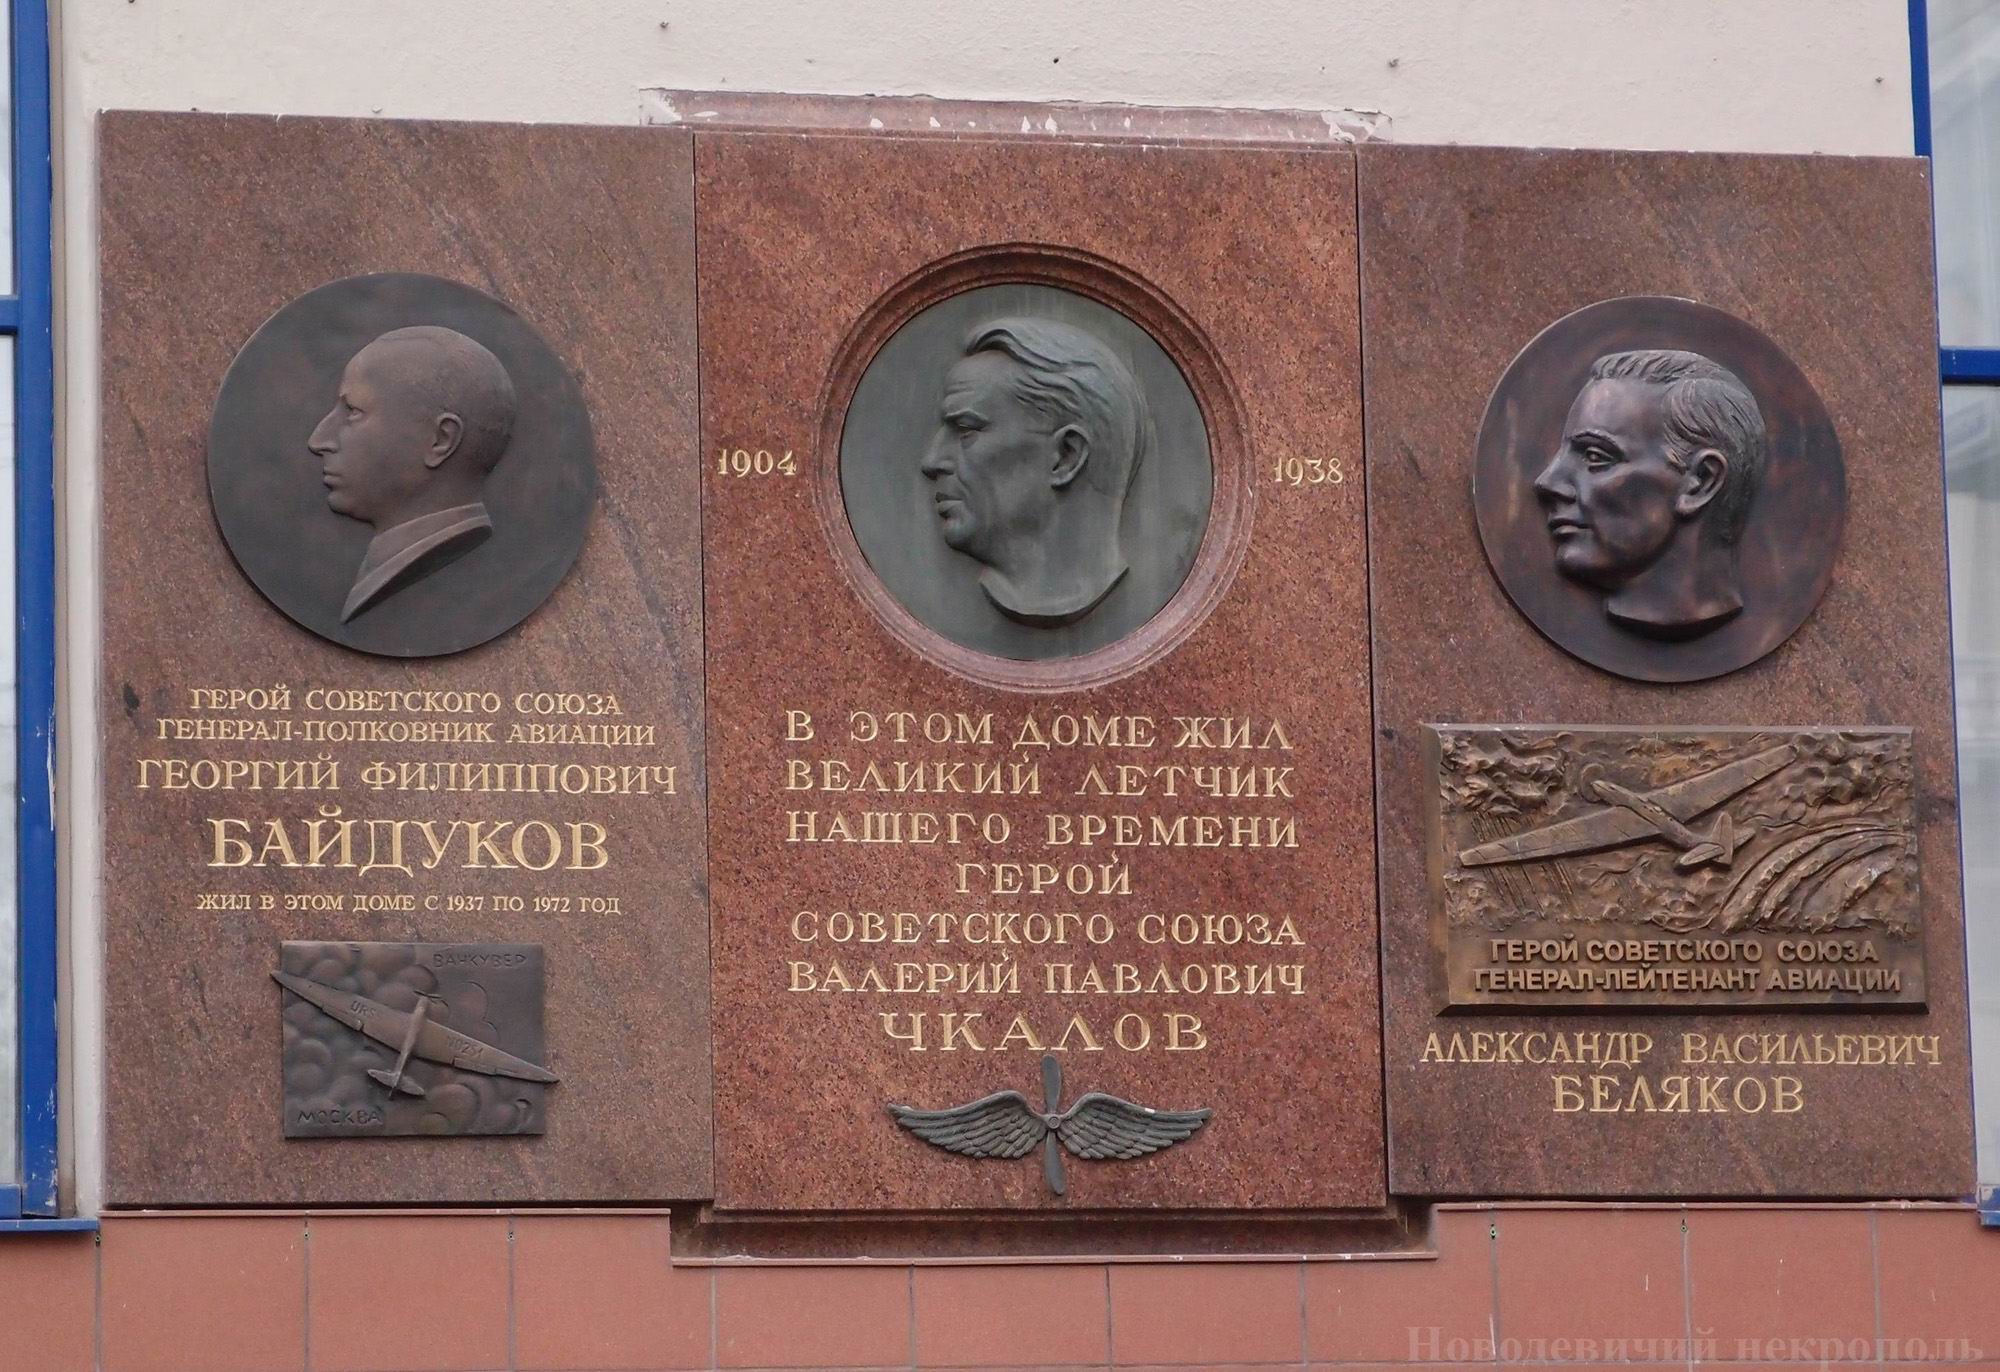 ГЕРОЙ СОВЕТСКОГО СОЮЗА
ГЕНЕРАЛ-ПОЛКОВНИК АВИАЦИИ
ГЕОРГИЙ ФИЛИППОВИЧ
БАЙДУКОВ
ЖИЛ В ЭТОМ ДОМЕ С 1937 ПО 1972 ГОД
ВАНКУВЕР
МОСКВА
1904
1938
В ЭТОМ ДОМЕ ЖИЛ
ВЕЛИКИЙ ЛЕТЧИК
НАШЕГО ВРЕМЕНИ
ГЕРОЙ
СОВЕТСКОГО СОЮЗА
ВАЛЕРИЙ ПАВЛОВИЧ
ЧКАЛОВ
ГЕРОЙ СОВЕТСКОГО СОЮЗА
ГЕНЕРАЛ-ЛЕЙТЕНАНТ АВИАЦИИ
АЛЕКСАНДР ВАСИЛЬЕВИЧ
БЕЛЯКОВ
Новодевичий некрополь